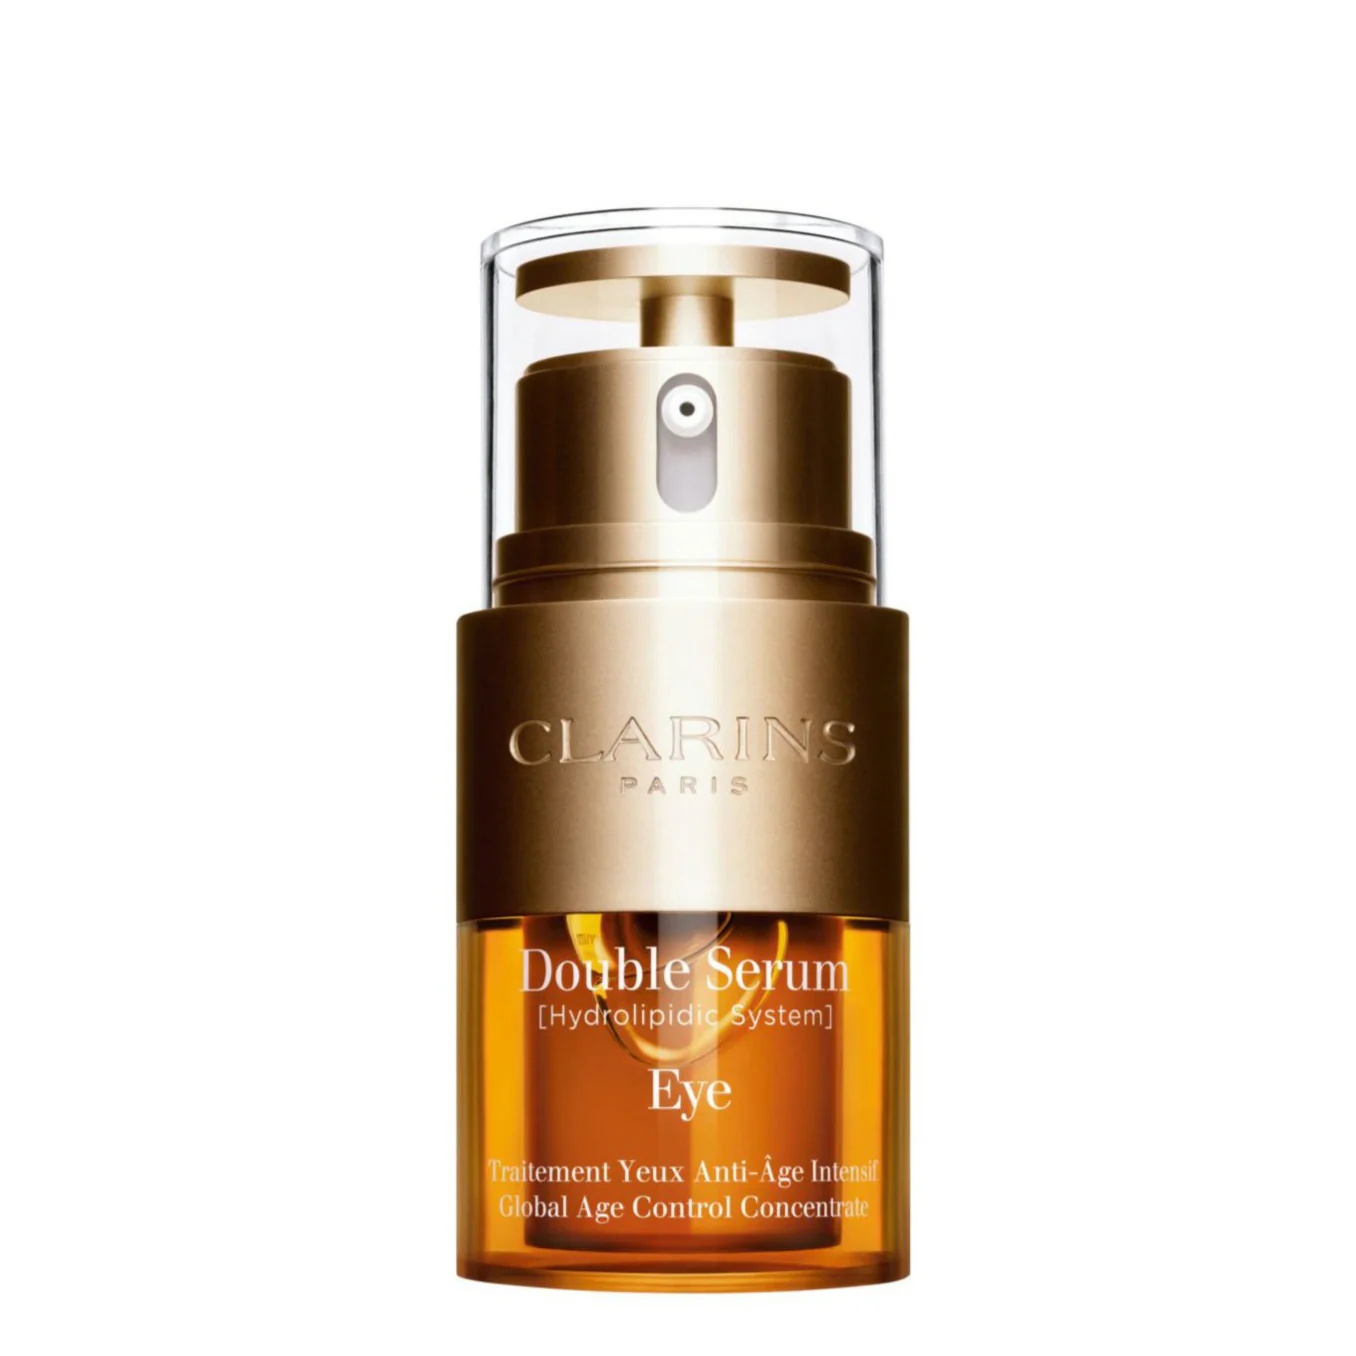 CLARINS
PARIS
Double Serum
[Hydrolipidic System]
Eye
Traitement Yeux Anti-Âge Intensif
Global Age Control Concentrate